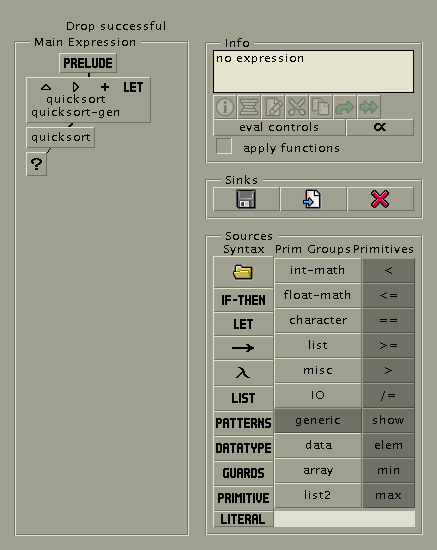 Drop successful
Main Expression
PRELUDE
+ LET
quicksort
quicksort-gen
quicksort
?
Info
no expression
eval controls
∝
apply functions
Sinks
Sources
Syntax Prim Groups Primitives
int-math <
IF-THEN float-math <=
LET character ==
→ list >=
λ misc >
LIST IO /=
PATTERNS generic show
DATATYPE data elem
GUARDS array min
PRIMITIVE list2 max
LITERAL